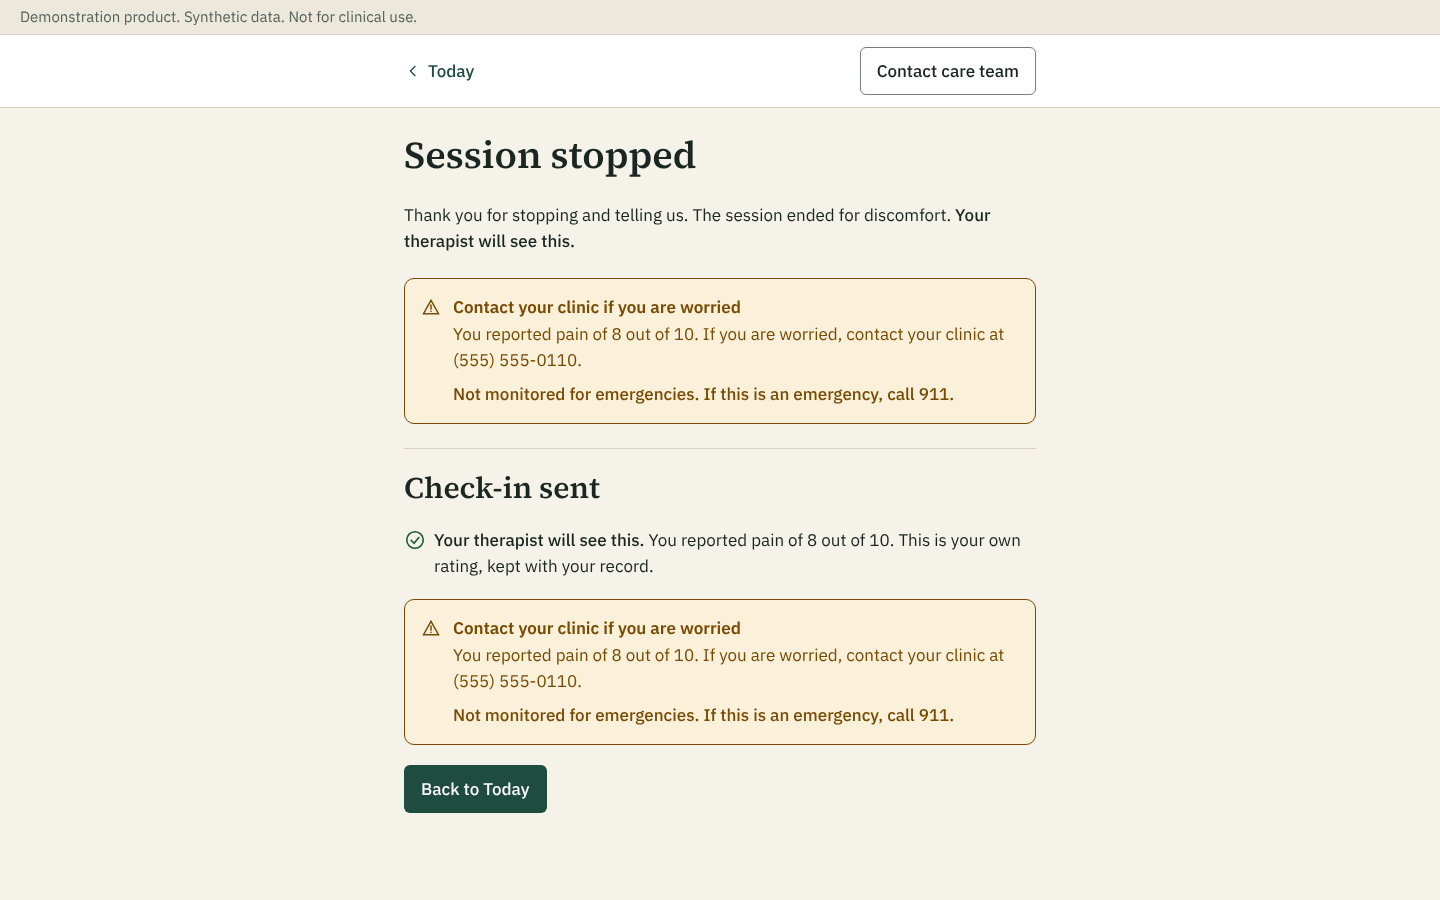 Demonstration product. Synthetic data. Not for clinical use.
Today
Contact care team
Session stopped
Thank you for stopping and telling us. The session ended for discomfort. Your
therapist will see this.
Contact your clinic if you are worried
You reported pain of 8 out of 10. If you are worried, contact your clinic at
(555) 555-0110.
Not monitored for emergencies. If this is an emergency, call 911.
Check-in sent
Your therapist will see this. You reported pain of 8 out of 10. This is your own
rating, kept with your record.
Contact your clinic if you are worried
You reported pain of 8 out of 10. If you are worried, contact your clinic at
(555) 555-0110.
Not monitored for emergencies. If this is an emergency, call 911.
Back to Today